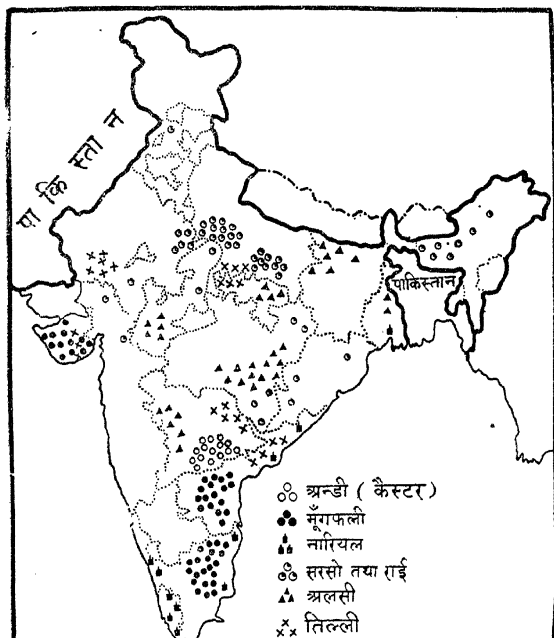 पाकिस्तान
पाकिस्तान
अन्डी ( कैस्टर )
मूँगफली
नारियल
सरसो तथा राई
अलसी
तिल्ली